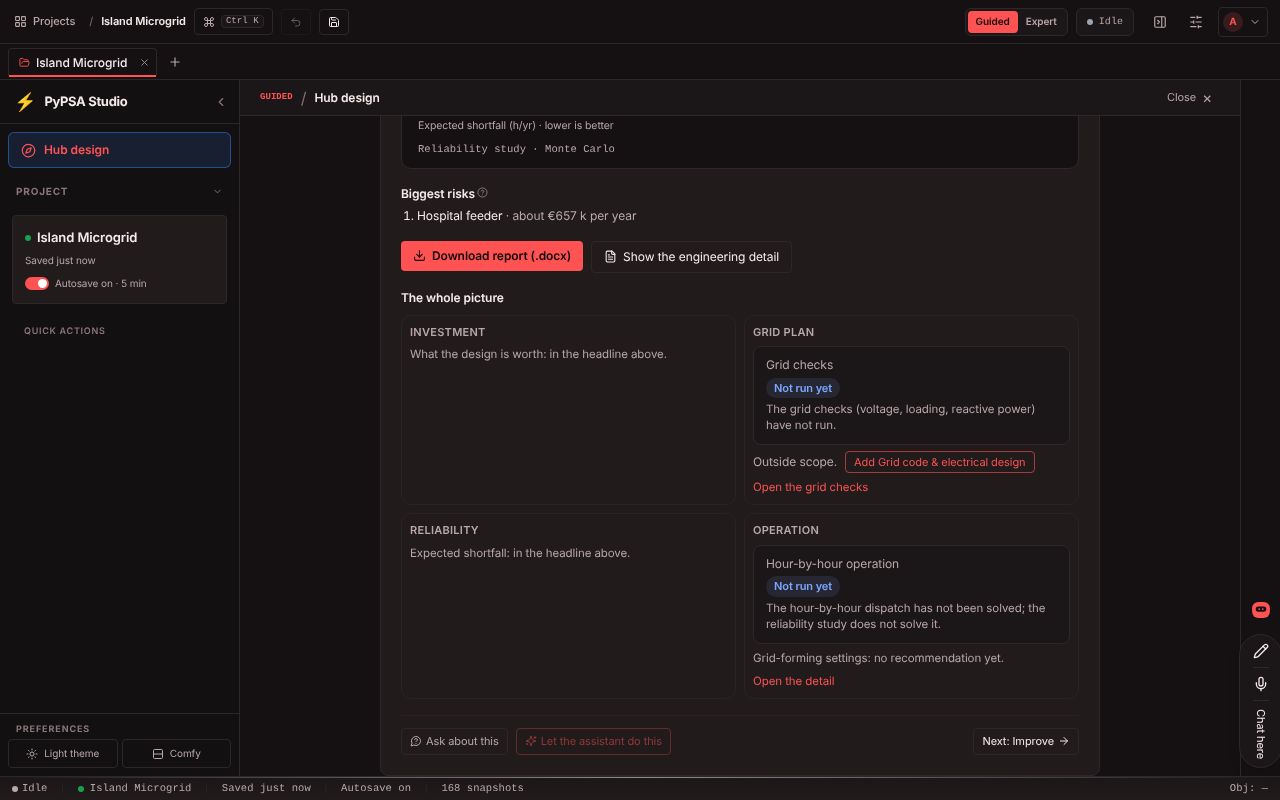 Projects / Island Microgrid Ctrl K Guided Expert Idle A
Island Microgrid
PyPSA Studio
GUIDED / Hub design Close
Hub design
PROJECT
Island Microgrid
Saved just now
Autosave on · 5 min
QUICK ACTIONS
PREFERENCES
Light theme Comfy
Expected shortfall (h/yr) · lower is better
Reliability study · Monte Carlo
Biggest risks
1. Hospital feeder · about €657 k per year
Download report (.docx) Show the engineering detail
The whole picture
INVESTMENT
What the design is worth: in the headline above.
GRID PLAN
Grid checks
Not run yet
The grid checks (voltage, loading, reactive power)
have not run.
Outside scope. Add Grid code & electrical design
Open the grid checks
RELIABILITY
Expected shortfall: in the headline above.
OPERATION
Hour-by-hour operation
Not run yet
The hour-by-hour dispatch has not been solved; the
reliability study does not solve it.
Grid-forming settings: no recommendation yet.
Open the detail
Ask about this Let the assistant do this Next: Improve →
Chat here
Idle Island Microgrid Saved just now Autosave on 168 snapshots Obj: —